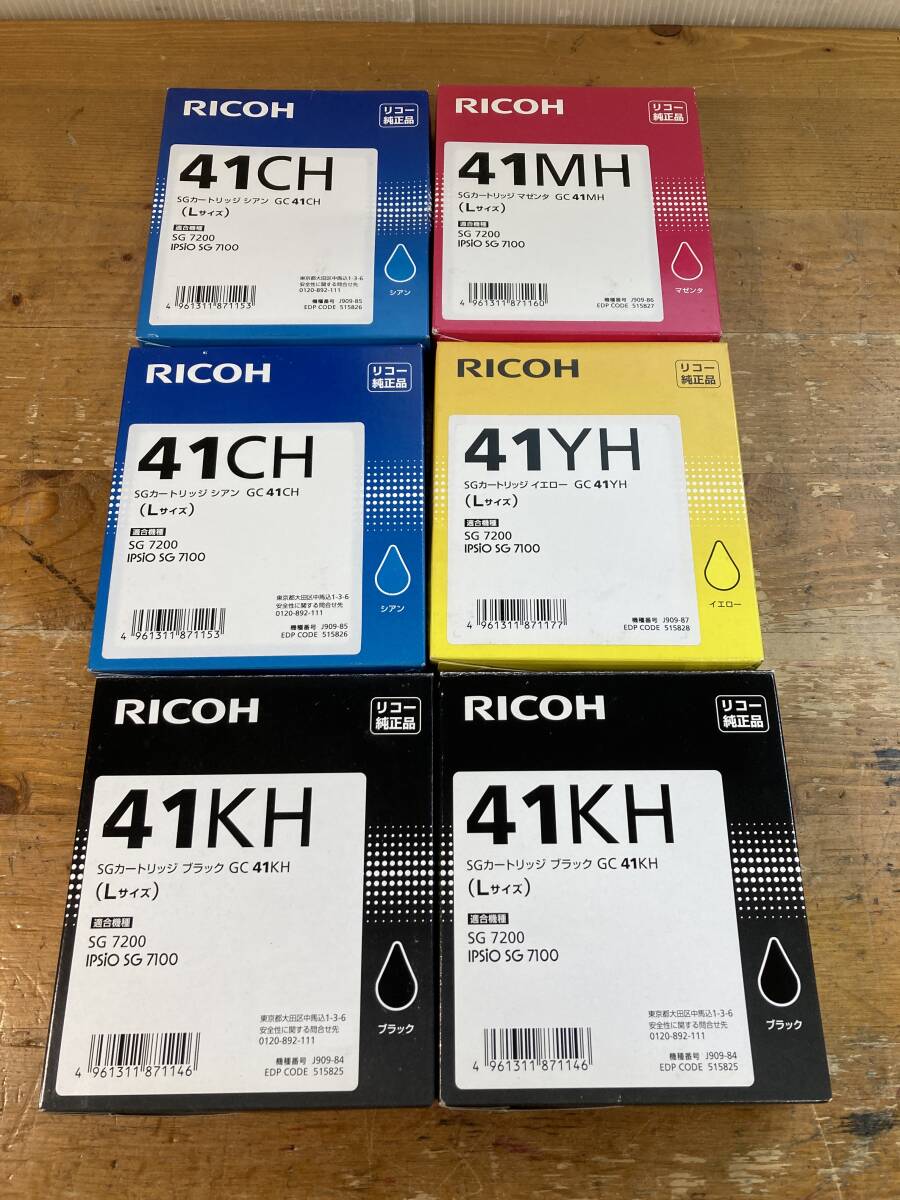 RICOH
リコー
純正品
41CH
SGカートリッジ シアン GC 41CH
(Lサイズ)
適合機種
SG 7200
IPSiO SG 7100
シアン
東京都大田区中馬込1-3-6
安全性に関する問合せ先
0120-892-111
4 961311 871153
機種番号 J909-85
EDP CODE 515826
RICOH
リコー
純正品
41MH
SGカートリッジ マゼンタ GC 41MH
(Lサイズ)
適合機種
SG 7200
IPSiO SG 7100
マゼンタ
4 961311 871160
機種番号 J909-86
EDP CODE 515827
RICOH
リコー
純正品
41CH
SGカートリッジ シアン GC 41CH
(Lサイズ)
適合機種
SG 7200
IPSiO SG 7100
シアン
東京都大田区中馬込1-3-6
安全性に関する問合せ先
0120-892-111
4 961311 871153
機種番号 J909-85
EDP CODE 515826
RICOH
リコー
純正品
41YH
SGカートリッジ イエロー GC 41YH
(Lサイズ)
適合機種
SG 7200
IPSiO SG 7100
イエロー
4 961311 871177
機種番号 J909-87
EDP CODE 515828
RICOH
リコー
純正品
41KH
SGカートリッジ ブラック GC 41KH
(Lサイズ)
適合機種
SG 7200
IPSiO SG 7100
ブラック
東京都大田区中馬込1-3-6
安全性に関する問合せ先
0120-892-111
4 961311 871146
機種番号 J909-84
EDP CODE 515825
RICOH
リコー
純正品
41KH
SGカートリッジ ブラック GC 41KH
(Lサイズ)
適合機種
SG 7200
IPSiO SG 7100
ブラック
東京都大田区中馬込1-3-6
安全性に関する問合せ先
0120-892-111
4 961311 871146
機種番号 J909-84
EDP CODE 515825